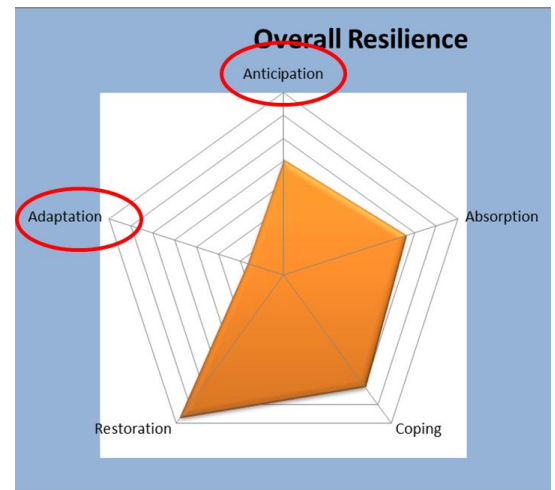 Overall Resilience
Anticipation
Adaptation
Absorption
Restoration
Coping